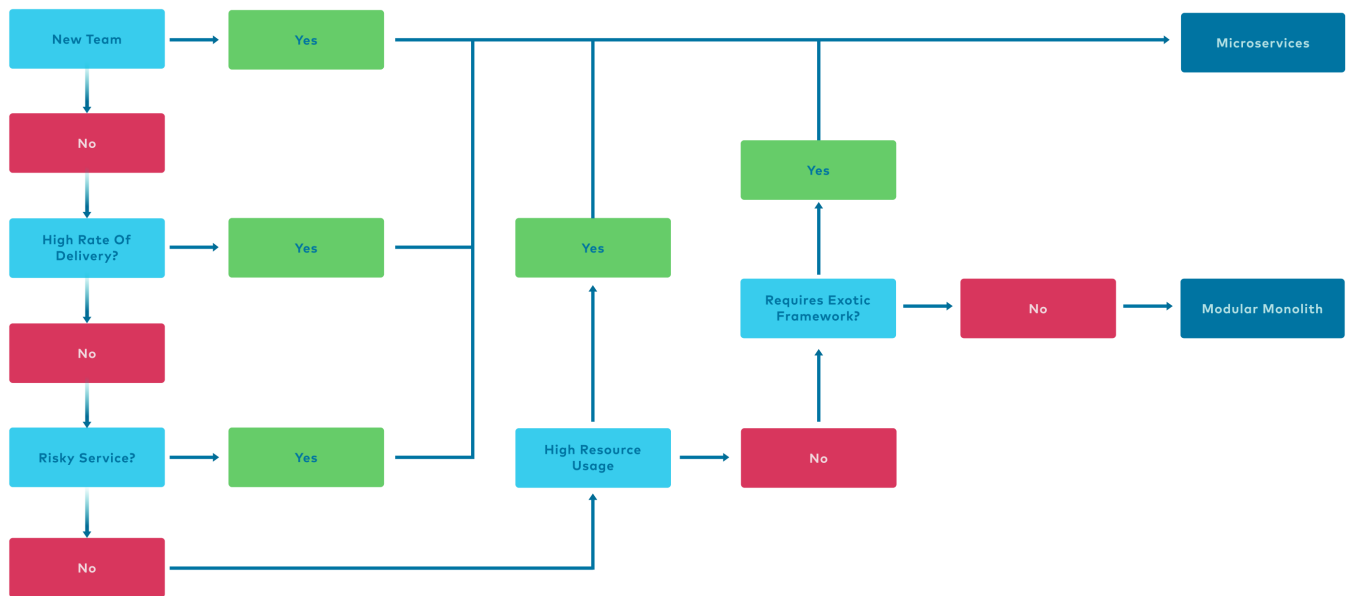 New Team
Yes
Microservices
No
Yes
High Rate Of
Delivery?
Yes
Yes
Requires Exotic
Framework?
No
Modular Monolith
No
Risky Service?
Yes
High Resource
Usage
No
No